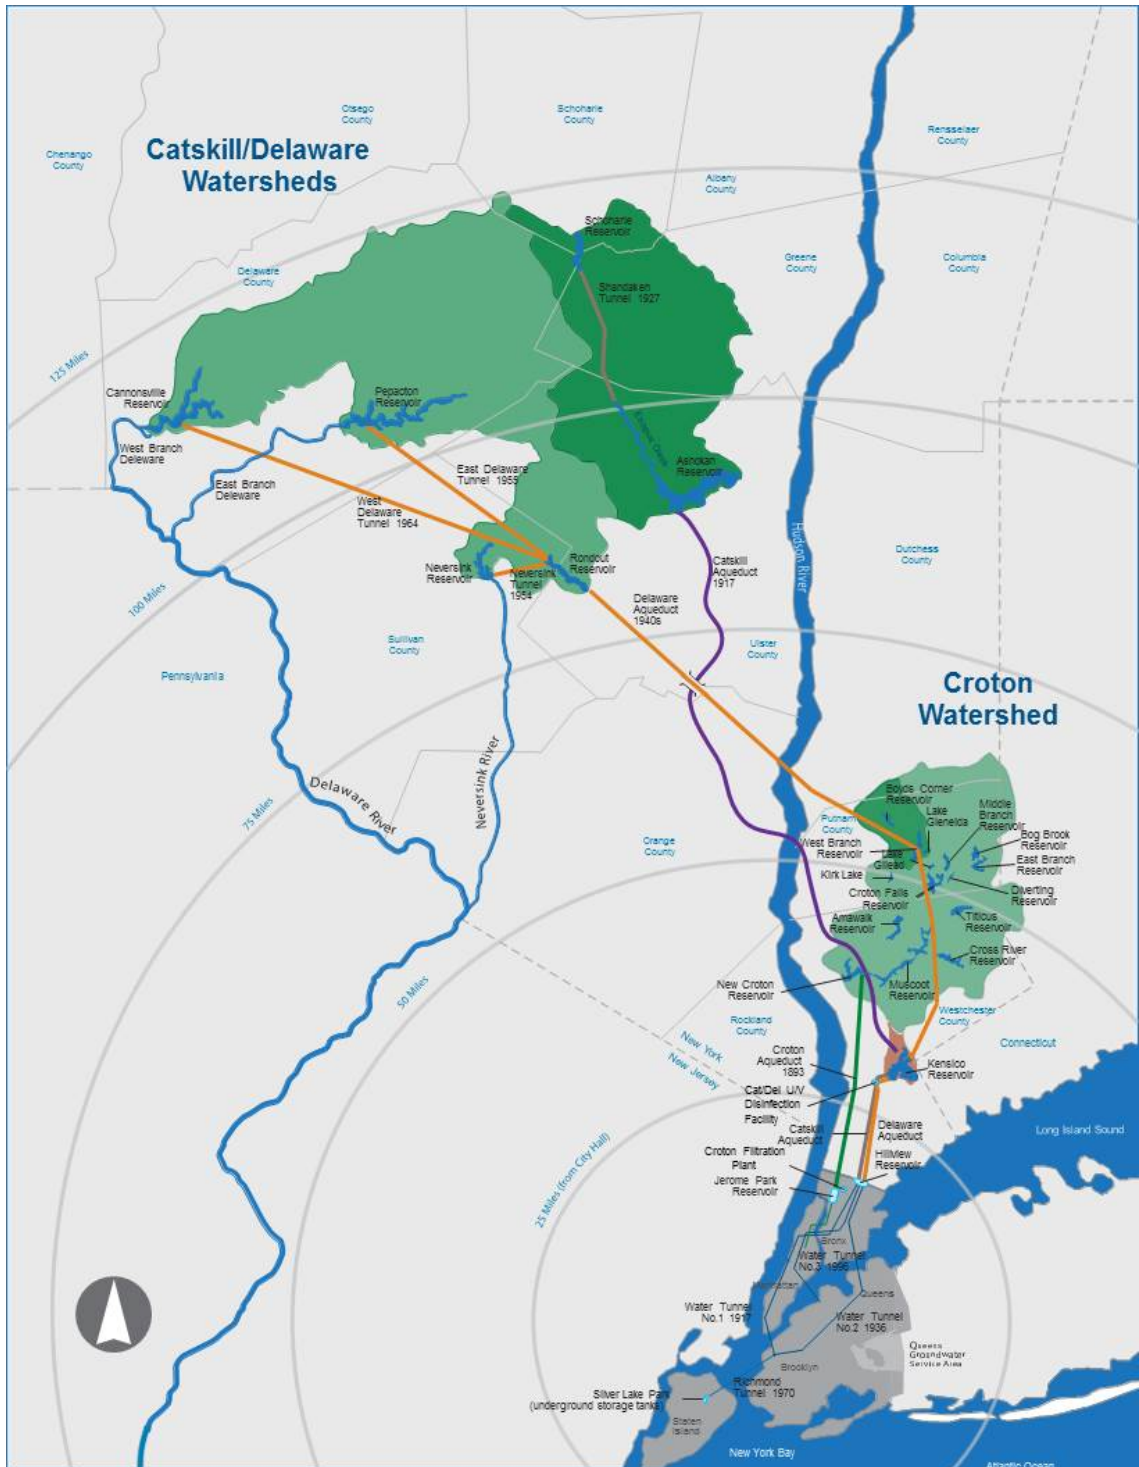 Otsego
County
Schoharie
County
Rensselaer
County
Chenango
County
Catskill/Delaware
Watersheds
Albany
County
Schoharie
Reservoir
Delaware
County
Greene
County
Columbia
County
Shandaken
Tunnel 1927
125 Miles
Cannonsville
Reservoir
Pepacton
Reservoir
Esopus Creek
West Branch
Deleware
East Branch
Deleware
East Delaware
Tunnel 1955
Ashokan
Reservoir
West
Delaware
Tunnel 1964
Hudson River
Neversink
Reservoir
Neversink
Tunnel
1954
Rondout
Reservoir
Catskill
Aqueduct
1917
Dutchess
County
100 Miles
Delaware
Aqueduct
1940s
Sullivan
County
Ulster
County
Pennsylvania
Croton
Watershed
Delaware River
Neversink River
75 Miles
Boyds Corner
Reservoir
Lake
Gleneida
Middle
Branch
Reservoir
Putnam
County
Bog Brook
Reservoir
Orange
County
West Branch
Reservoir
Lake
Gilead
East Branch
Reservoir
Kirk Lake
Croton Falls
Reservoir
Diverting
Reservoir
Amawalk
Reservoir
Titicus
Reservoir
Cross River
Reservoir
50 Miles
New Croton
Reservoir
Muscoot
Reservoir
Westchester
County
Rockland
County
Connecticut
New York
New Jersey
Croton
Aqueduct
1893
Kensico
Reservoir
Cat/Del U/V
Disinfection
Facility
Catskill
Aqueduct
Delaware
Aqueduct
Long Island Sound
Croton Filtration
Plant
Hillview
Reservoir
Jerome Park
Reservoir
25 Miles (from City Hall)
Bronx
Water Tunnel
No.3 1996
Manhattan
Queens
Water Tunnel
No.1 1917
Water Tunnel
No.2 1936
Queens
Groundwater
Service Area
Brooklyn
Richmond
Tunnel 1970
Silver Lake Park
(underground storage tanks)
Staten
Island
New York Bay
Atlantic Ocean